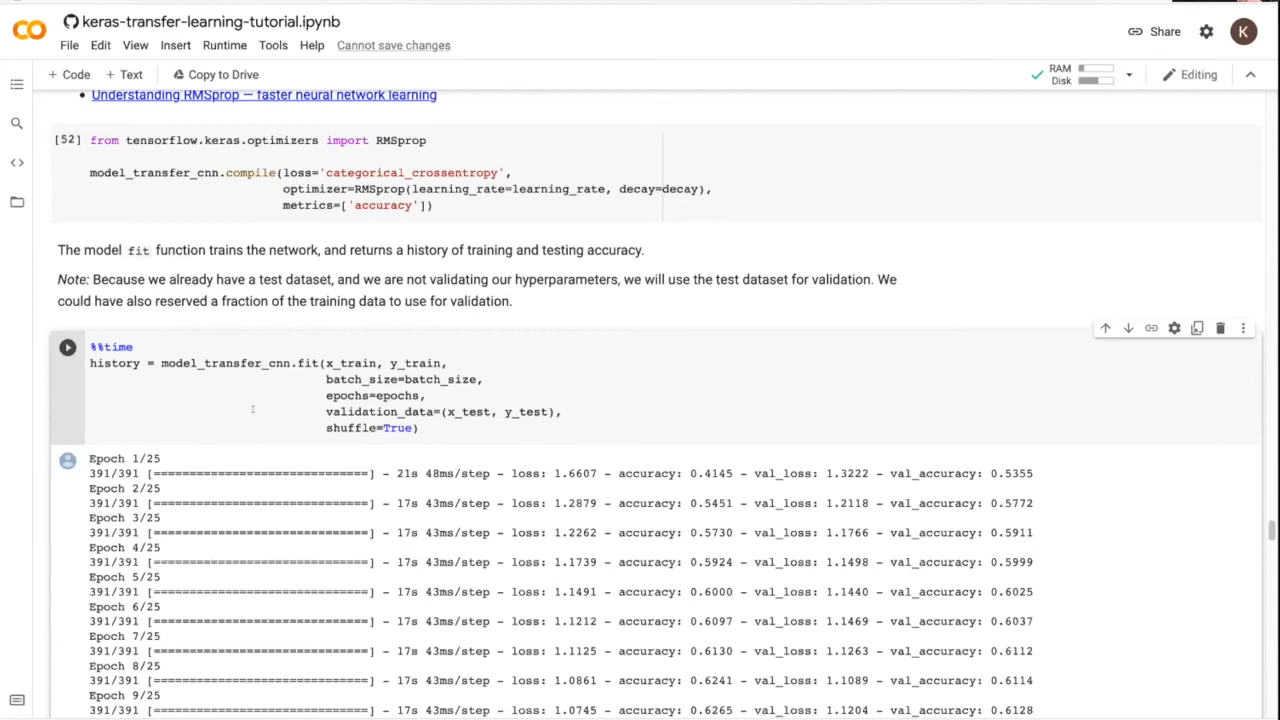 keras-transfer-learning-tutorial.ipynb
File Edit View Insert Runtime Tools Help Cannot save changes
Share
K
+ Code + Text Copy to Drive
RAM
Disk
Editing
• Understanding RMSprop — faster neural network learning
[52] from tensorflow.keras.optimizers import RMSprop
model_transfer_cnn.compile(loss='categorical_crossentropy',
optimizer=RMSprop(learning_rate=learning_rate, decay=decay),
metrics=['accuracy'])
The model fit function trains the network, and returns a history of training and testing accuracy.
Note: Because we already have a test dataset, and we are not validating our hyperparameters, we will use the test dataset for validation. We
could have also reserved a fraction of the training data to use for validation.
%%time
history = model_transfer_cnn.fit(x_train, y_train,
batch_size=batch_size,
epochs=epochs,
validation_data=(x_test, y_test),
shuffle=True)
Epoch 1/25
391/391 [==============================] - 21s 48ms/step - loss: 1.6607 - accuracy: 0.4145 - val_loss: 1.3222 - val_accuracy: 0.5355
Epoch 2/25
391/391 [==============================] - 17s 43ms/step - loss: 1.2879 - accuracy: 0.5451 - val_loss: 1.2118 - val_accuracy: 0.5772
Epoch 3/25
391/391 [==============================] - 17s 43ms/step - loss: 1.2262 - accuracy: 0.5730 - val_loss: 1.1766 - val_accuracy: 0.5911
Epoch 4/25
391/391 [==============================] - 17s 43ms/step - loss: 1.1739 - accuracy: 0.5924 - val_loss: 1.1498 - val_accuracy: 0.5999
Epoch 5/25
391/391 [==============================] - 17s 43ms/step - loss: 1.1491 - accuracy: 0.6000 - val_loss: 1.1440 - val_accuracy: 0.6025
Epoch 6/25
391/391 [==============================] - 17s 43ms/step - loss: 1.1212 - accuracy: 0.6097 - val_loss: 1.1469 - val_accuracy: 0.6037
Epoch 7/25
391/391 [==============================] - 17s 43ms/step - loss: 1.1125 - accuracy: 0.6130 - val_loss: 1.1263 - val_accuracy: 0.6112
Epoch 8/25
391/391 [==============================] - 17s 43ms/step - loss: 1.0861 - accuracy: 0.6241 - val_loss: 1.1089 - val_accuracy: 0.6114
Epoch 9/25
391/391 [==============================] - 17s 43ms/step - loss: 1.0745 - accuracy: 0.6265 - val_loss: 1.1204 - val_accuracy: 0.6128